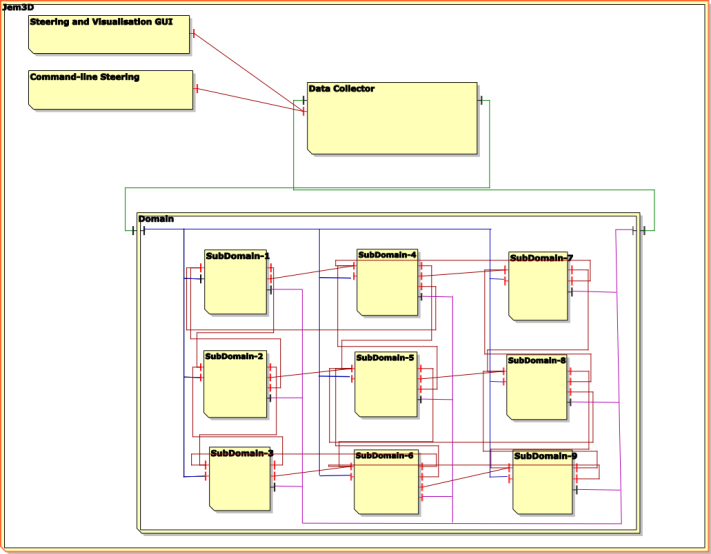 Jem3D
Steering and Visualisation GUI
Command-line Steering
Data Collector
Domain
SubDomain-1
SubDomain-4
SubDomain-7
SubDomain-2
SubDomain-5
SubDomain-8
SubDomain-3
SubDomain-6
SubDomain-9